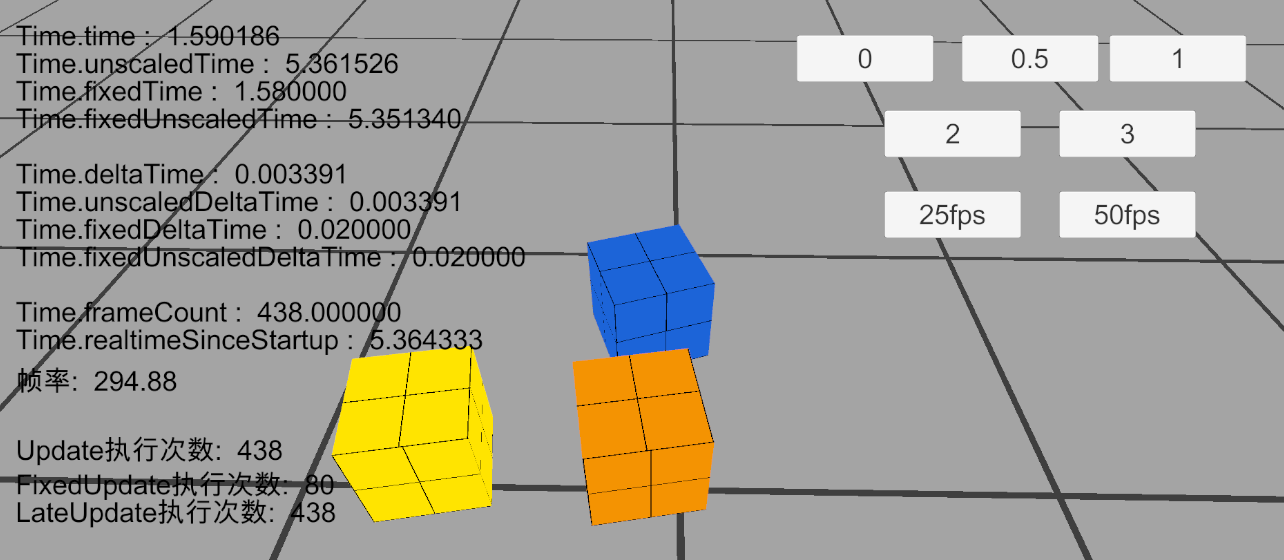 Time.time :  1.590186
Time.unscaledTime :  5.361526
Time.fixedTime :  1.580000
Time.fixedUnscaledTime :  5.351340
Time.deltaTime :  0.003391
Time.unscaledDeltaTime :  0.003391
Time.fixedDeltaTime :  0.020000
Time.fixedUnscaledDeltaTime :  0.020000
Time.frameCount :  438.000000
Time.realtimeSinceStartup :  5.364333
帧率:  294.88
Update执行次数:  438
FixedUpdate执行次数:  80
LateUpdate执行次数:  438
0
0.5
1
2
3
25fps
50fps